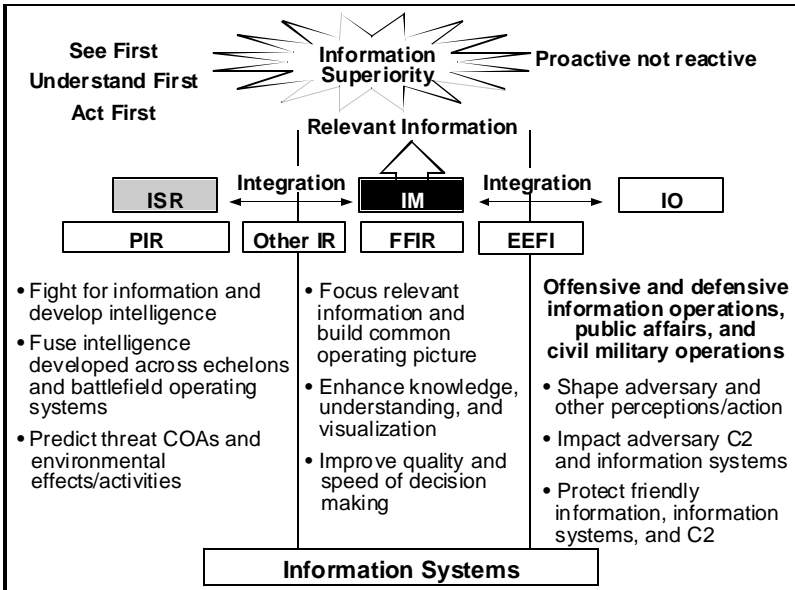 See First
Understand First
Act First
Information
Superiority
Proactive not reactive
Relevant Information
Integration
Integration
ISR
IM
IO
PIR
Other IR
FFIR
EEFI
• Fight for information and
develop intelligence
• Fuse intelligence
developed across echelons
and battlefield operating
systems
• Predict threat COAs and
environmental
effects/activities
• Focus relevant
information and
build common
operating picture
• Enhance knowledge,
understanding, and
visualization
• Improve quality and
speed of decision
making
Offensive and defensive
information operations,
public affairs, and
civil military operations
• Shape adversary and
other perceptions/action
• Impact adversary C2
and information systems
• Protect friendly
information, information
systems, and C2
Information Systems